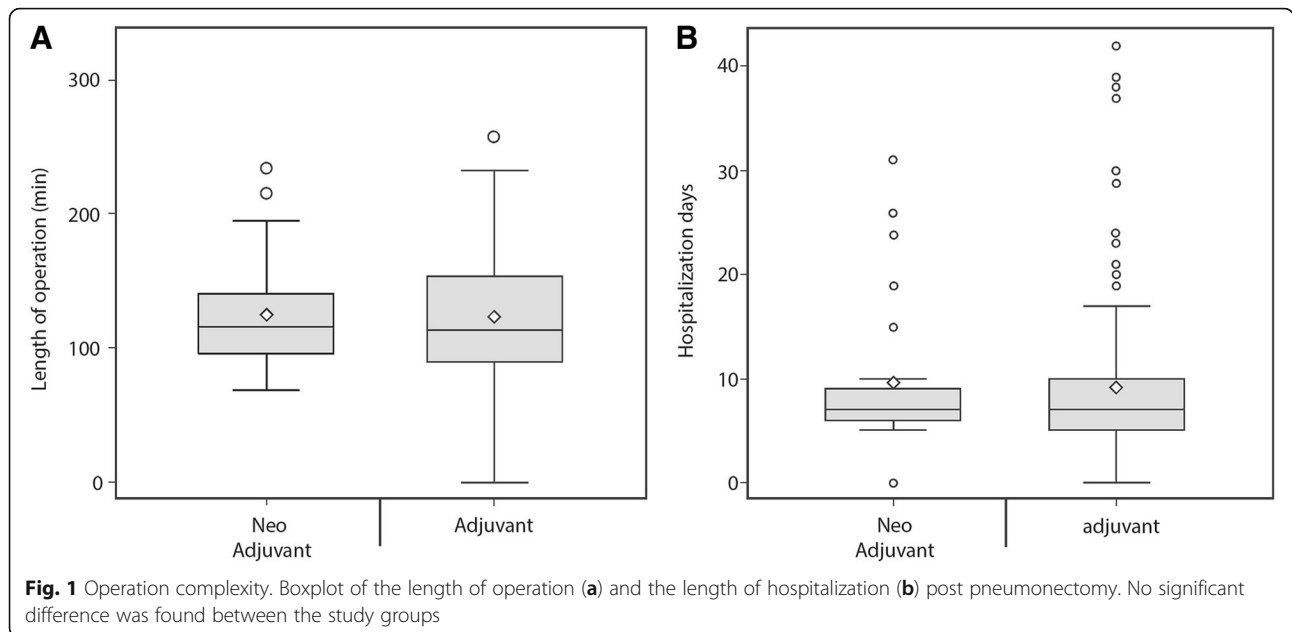 A
B
Length of operation (min)
300
200
100
0
Neo
Adjuvant
Adjuvant
Hospitalization days
40
30
20
10
0
Neo
Adjuvant
adjuvant
Fig. 1 Operation complexity. Boxplot of the length of operation (a) and the length of hospitalization (b) post pneumonectomy. No significant
difference was found between the study groups